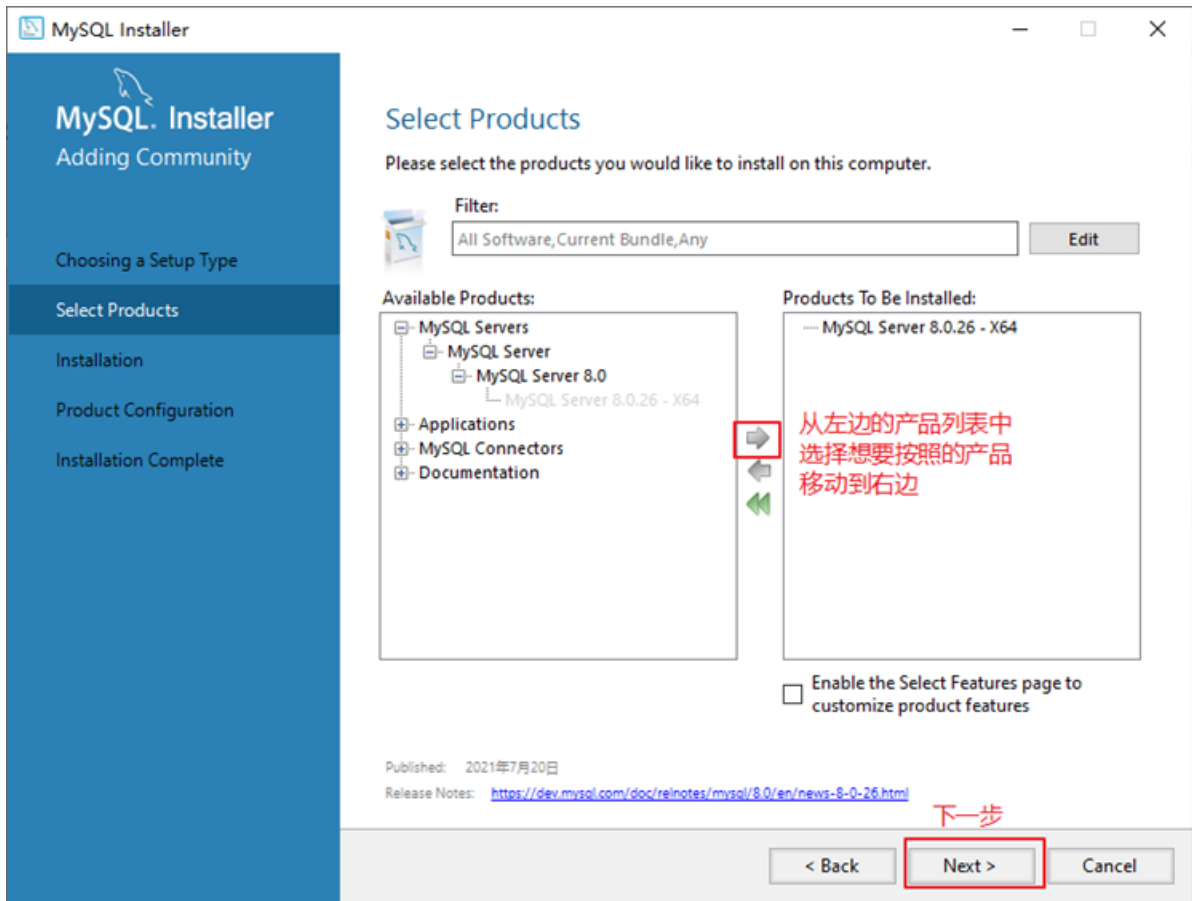 MySQL Installer
MySQL. Installer
Adding Community
Choosing a Setup Type
Select Products
Installation
Product Configuration
Installation Complete
Select Products
Please select the products you would like to install on this computer.
Filter:
All Software,Current Bundle,Any
Edit
Available Products:
MySQL Servers
MySQL Server
MySQL Server 8.0
MySQL Server 8.0.26 - X64
Applications
MySQL Connectors
Documentation
Products To Be Installed:
MySQL Server 8.0.26 - X64
从左边的产品列表中
选择想要按照的产品
移动到右边
Enable the Select Features page to
customize product features
Published: 2021年7月20日
Release Notes: https://dev.mysql.com/doc/relnotes/mysql/8.0/en/news-8-0-26.html
下一步
< Back
Next >
Cancel